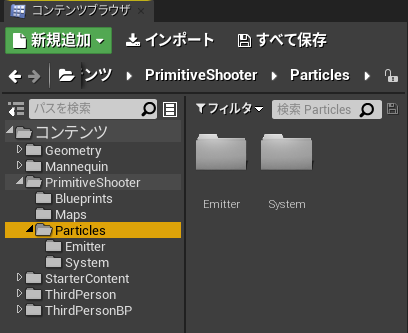 コンテンツブラウザ
新規追加 インポート すべて保存
ンツ PrimitiveShooter Particles
パスを検索 フィルタ 検索 Particles
コンテンツ
Geometry
Mannequin
PrimitiveShooter
Blueprints
Maps
Particles
Emitter
System
StarterContent
ThirdPerson
ThirdPersonBP
Emitter System